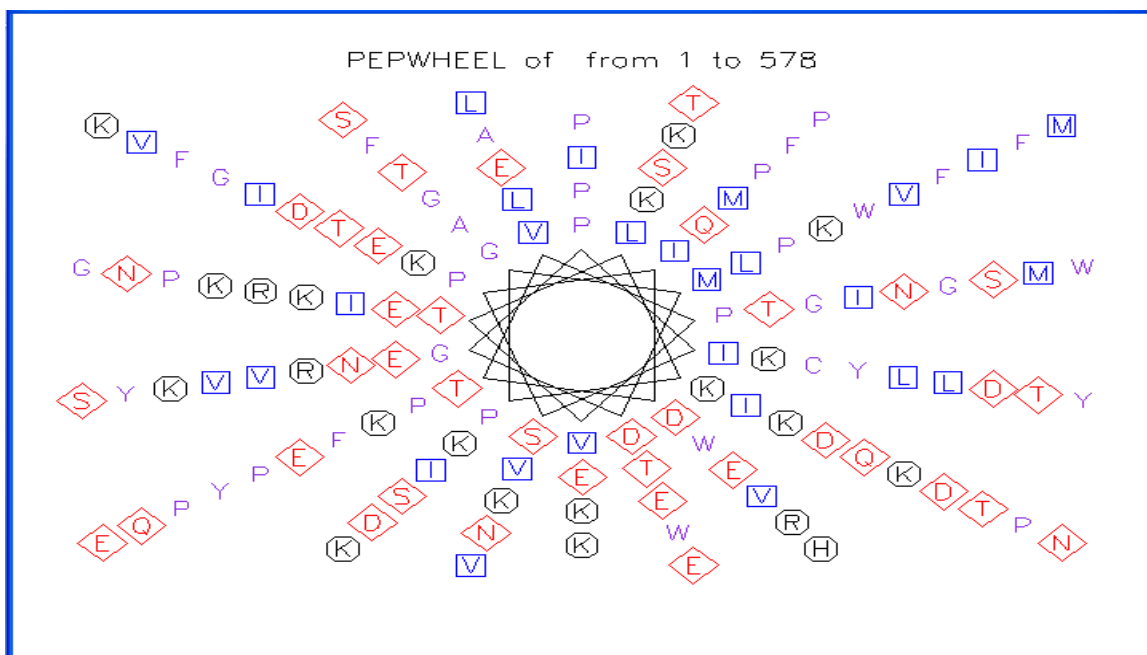 PEPWHEEL of from 1 to 578
P P I P
L K S K T
I Q M P F P
M L P K W V F I F M
P T G I N G S M W
I K C Y L L D T Y
K I K D Q K D T P N
D W E V R H
D T E W E
V E K K
S V K N V
P K I S D K
T P K F E P Y P Q E
G E N R V V K Y S
T E I K R K P N G
P K E T D I G F V K
G A G T F S
V L E A L